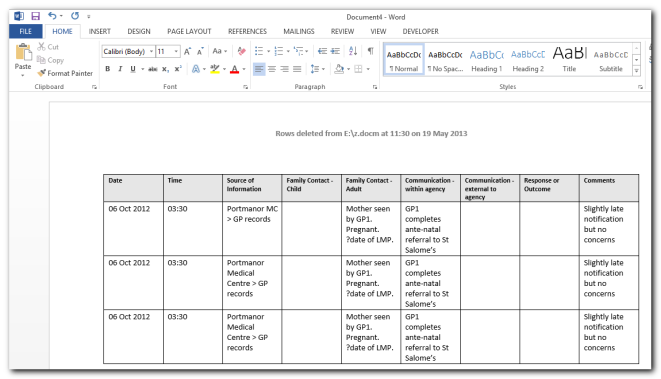 Document4 - Word
FILE HOME INSERT DESIGN PAGE LAYOUT REFERENCES MAILINGS REVIEW VIEW DEVELOPER
Cut
Copy
Format Painter
Paste
Calibri (Body) 11
AaBbCcDc AaBbCcDc AaBbCc AaBbCcC AaBl AaBbCcC
¶ Normal ¶ No Spac... Heading 1 Heading 2 Title Subtitle
Clipboard Font Paragraph Styles
Rows deleted from E:\z.docm at 11:30 on 19 May 2013
Date Time Source of Family Contact - Family Contact - Communication - Communication - Response or Comments
Information Child Adult within agency external to Outcome
agency
06 Oct 2012 03:30 Portmanor MC Mother seen GP1 Slightly late
> GP records by GP1. completes notification
Pregnant. ante-natal but no
?date of LMP. referral to St concerns
Salome's
06 Oct 2012 03:30 Portmanor Mother seen GP1 Slightly late
Medical by GP1. completes notification
Centre > GP Pregnant. ante-natal but no
records ?date of LMP. referral to St concerns
Salome's
06 Oct 2012 03:30 Portmanor Mother seen GP1 Slightly late
Medical by GP1. completes notification
Centre > GP Pregnant. ante-natal but no
records ?date of LMP. referral to St concerns
Salome's